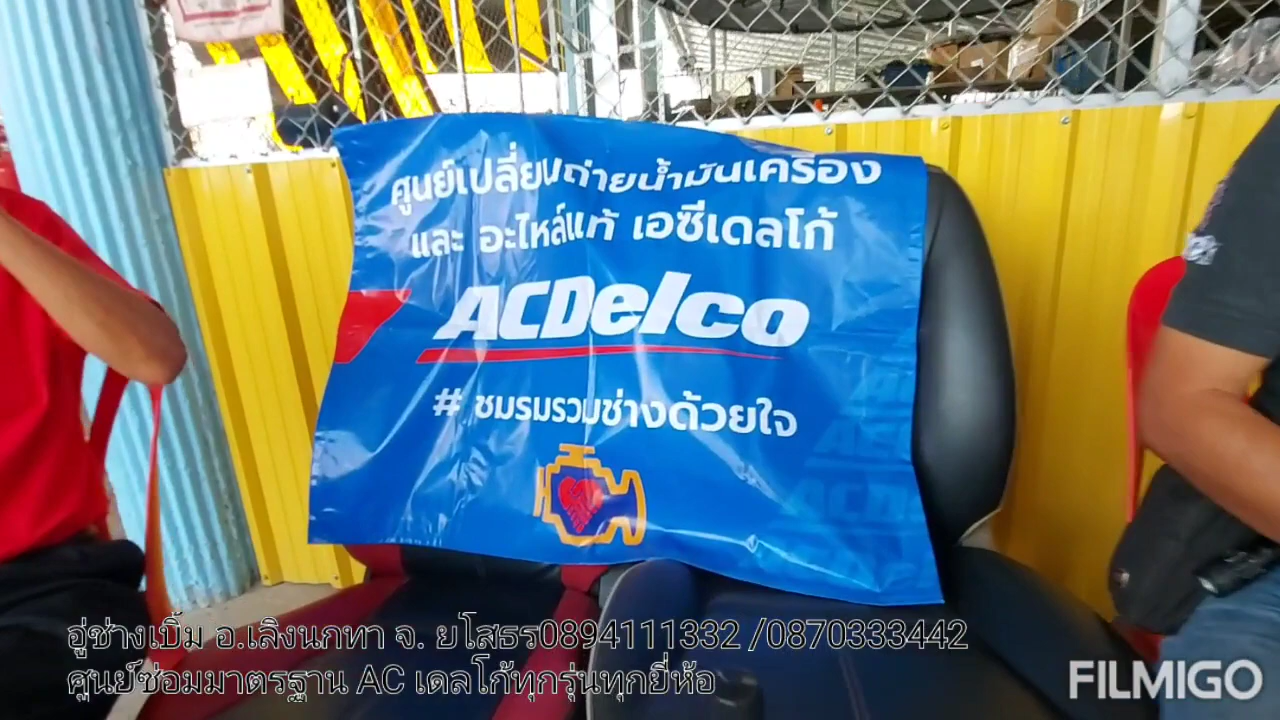 ศูนย์เปลี่ยนถ่ายน้ำมันเครื่อง
และ อะไหล่แท้ เอซีเดลโก้
ACDelco
# ชมรมรวมช่างด้วยใจ
อู่ช่างเบิ้ม อ.เลิงนกทา จ. ยโสธร0894111332 /0870333442
ศูนย์ซ่อมมาตรฐาน AC เดลโก้ทุกรุ่นทุกยี่ห้อ
FILMIGO